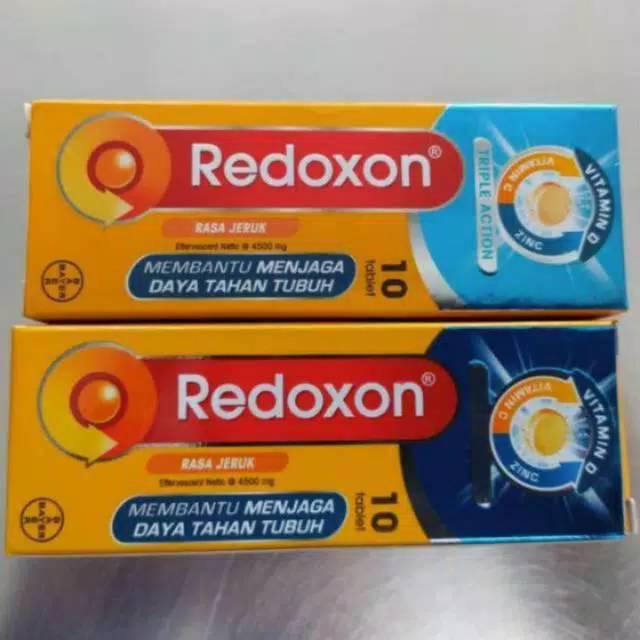 Redoxon®
RASA JERUK
Effervescent Netto @ 4500 mg
MEMBANTU MENJAGA
DAYA TAHAN TUBUH
10
tablet
TRIPLE ACTION
VITAMIN C
VITAMIN D
ZINC
BAYER
BAYER
Redoxon®
RASA JERUK
Effervescent Netto @ 4500 mg
MEMBANTU MENJAGA
DAYA TAHAN TUBUH
10
tablet
VITAMIN C
VITAMIN D
ZINC
BAYER
BAYER